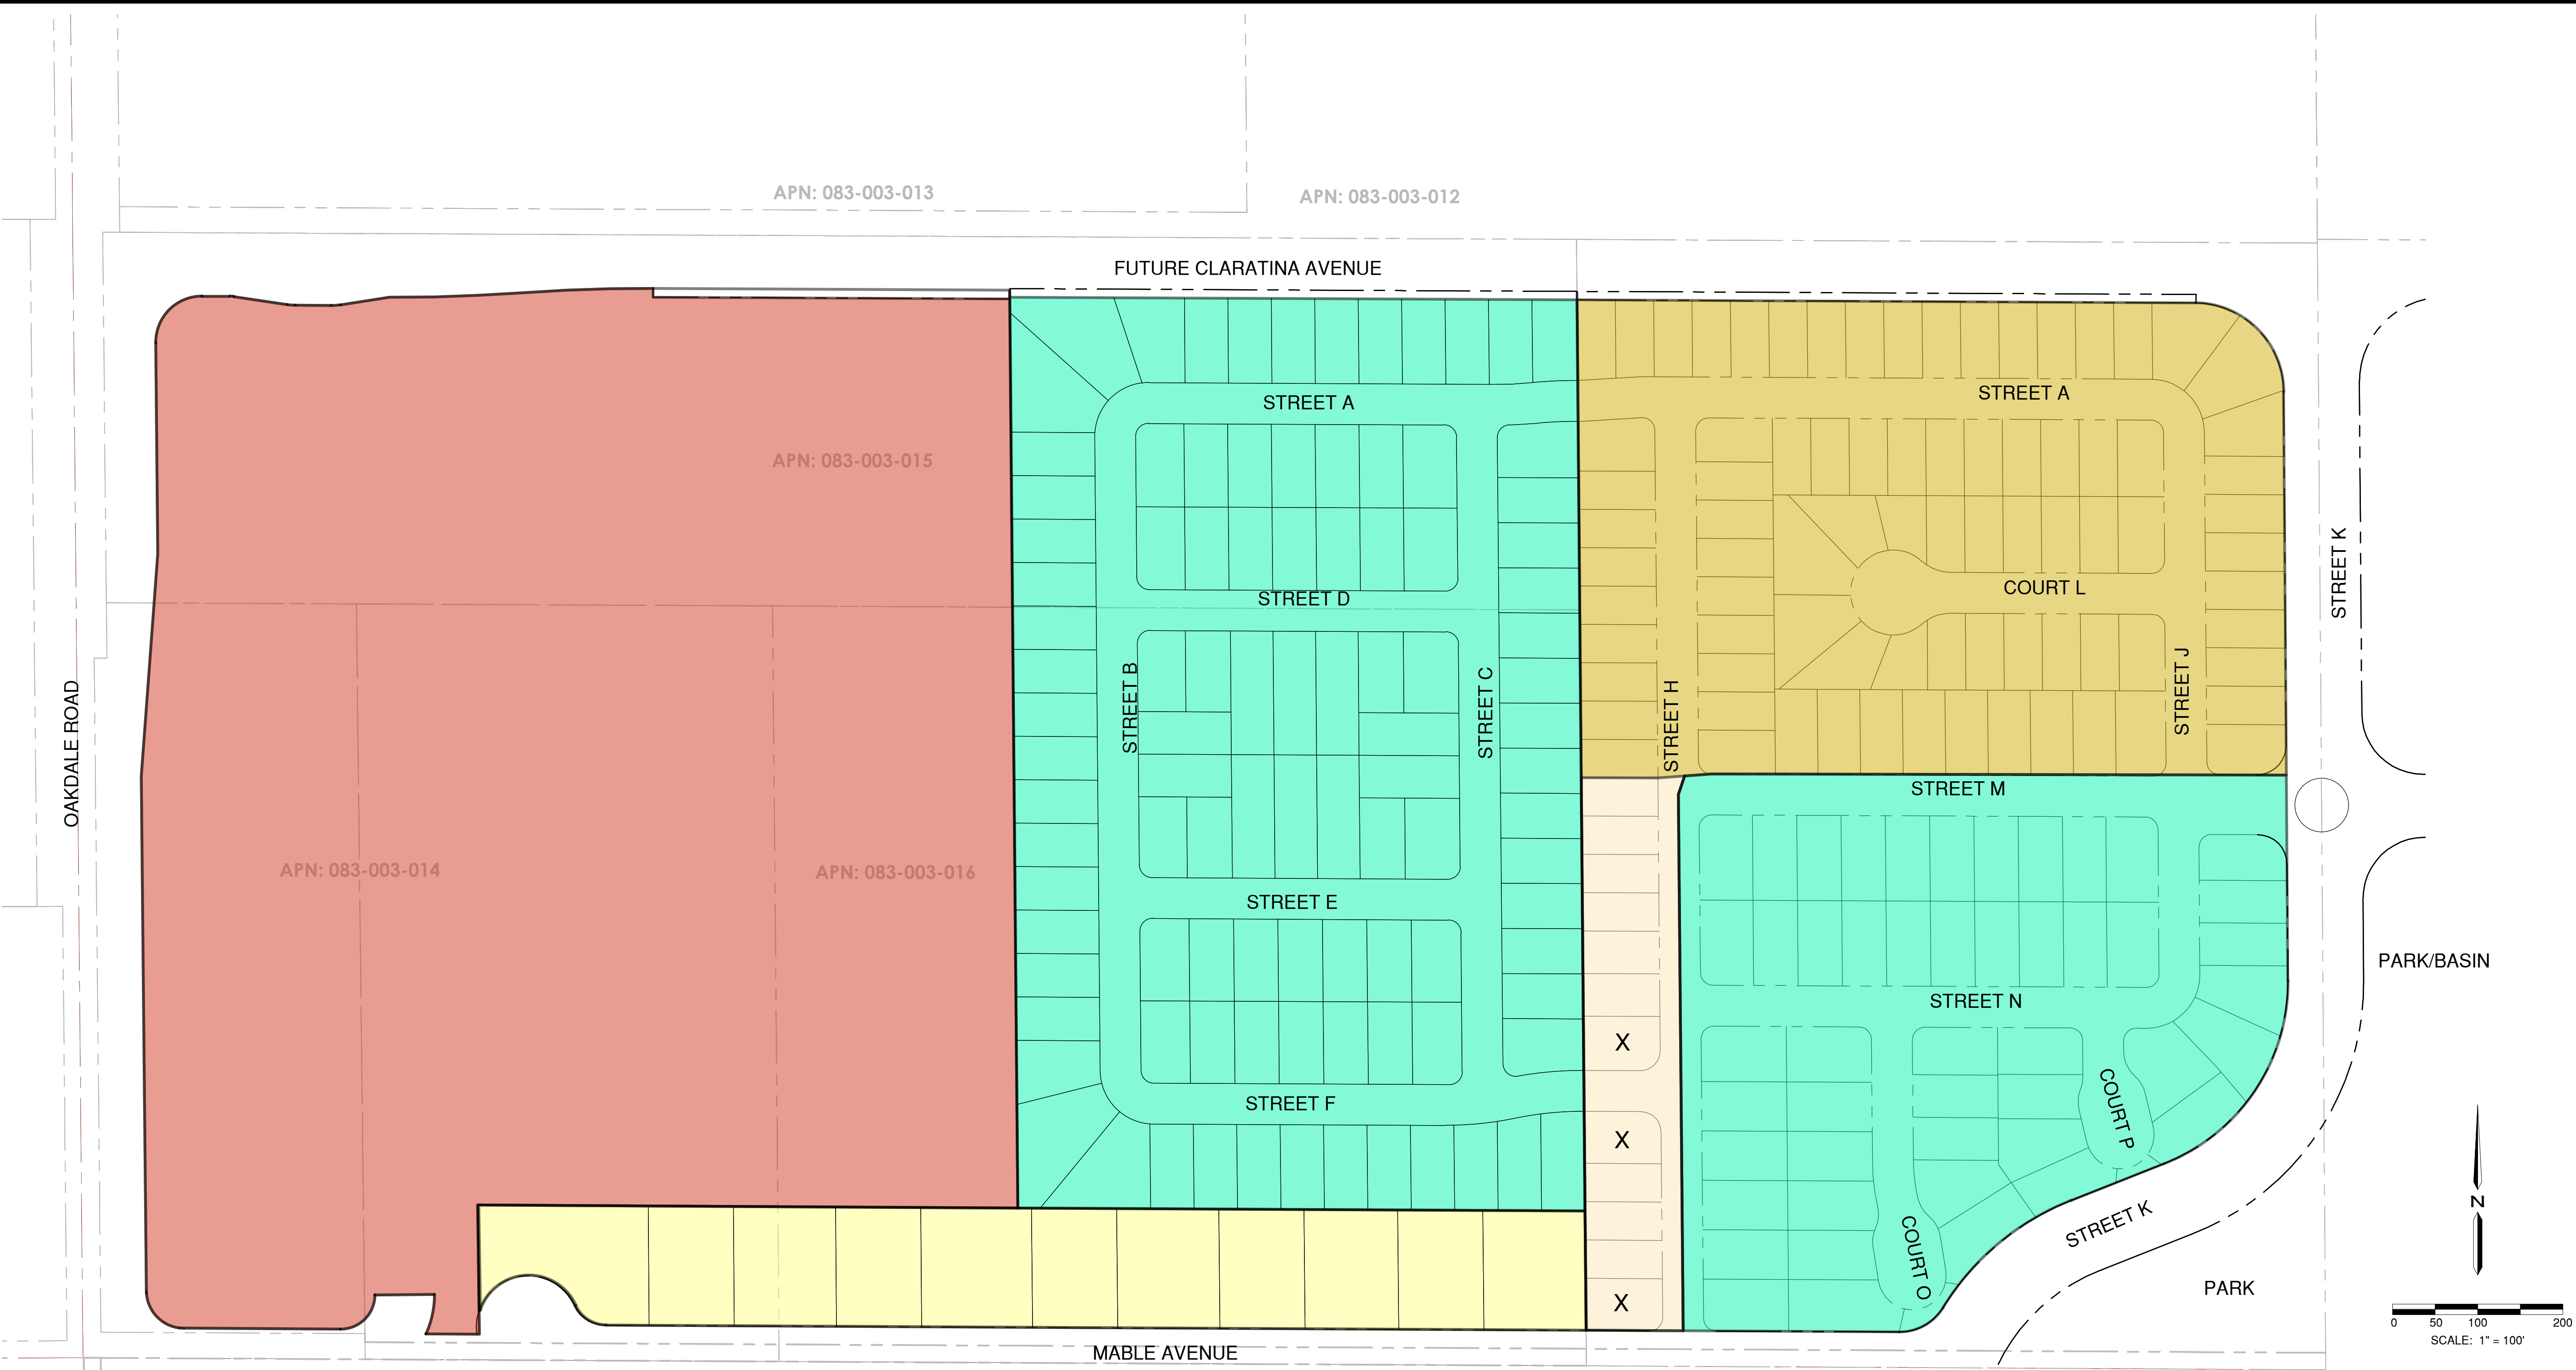 APN: 083-003-013
APN: 083-003-012
FUTURE CLARATINA AVENUE
STREET A
STREET A
APN: 083-003-015
STREET D
COURT L
STREET K
STREET B
STREET C
STREET H
STREET J
OAKDALE ROAD
STREET M
APN: 083-003-014
APN: 083-003-016
STREET E
PARK/BASIN
STREET N
X
STREET F
X
COURT P
STREET K
COURT O
X
PARK
N
0 50 100 200
SCALE: 1" = 100'
MABLE AVENUE